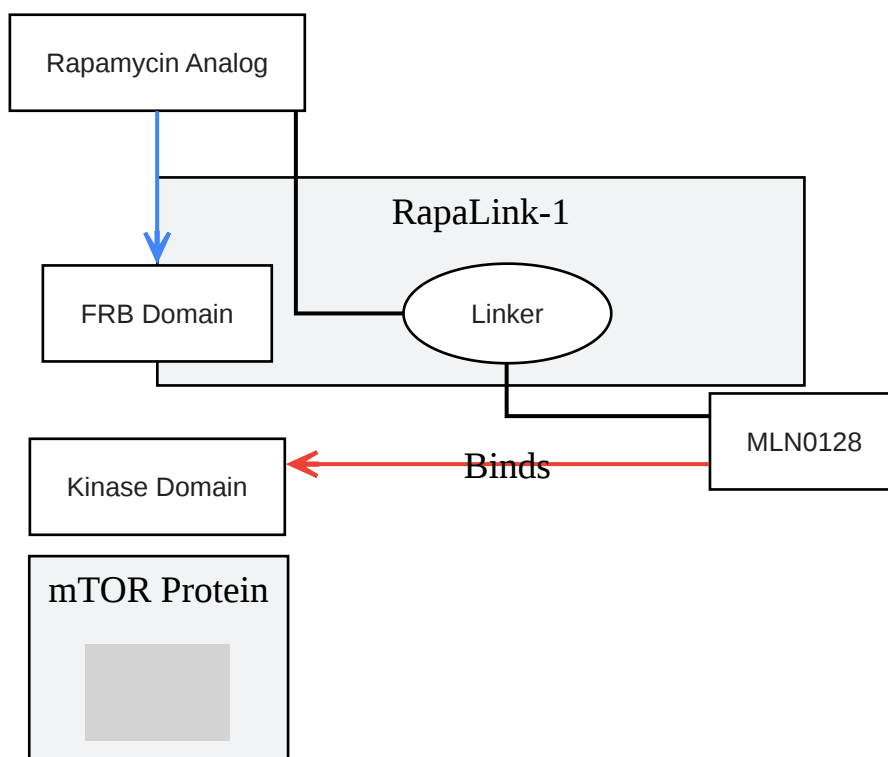 Rapamycin Analog
RapaLink-1
FRB Domain
Linker
MLN0128
Binds
Kinase Domain
mTOR Protein